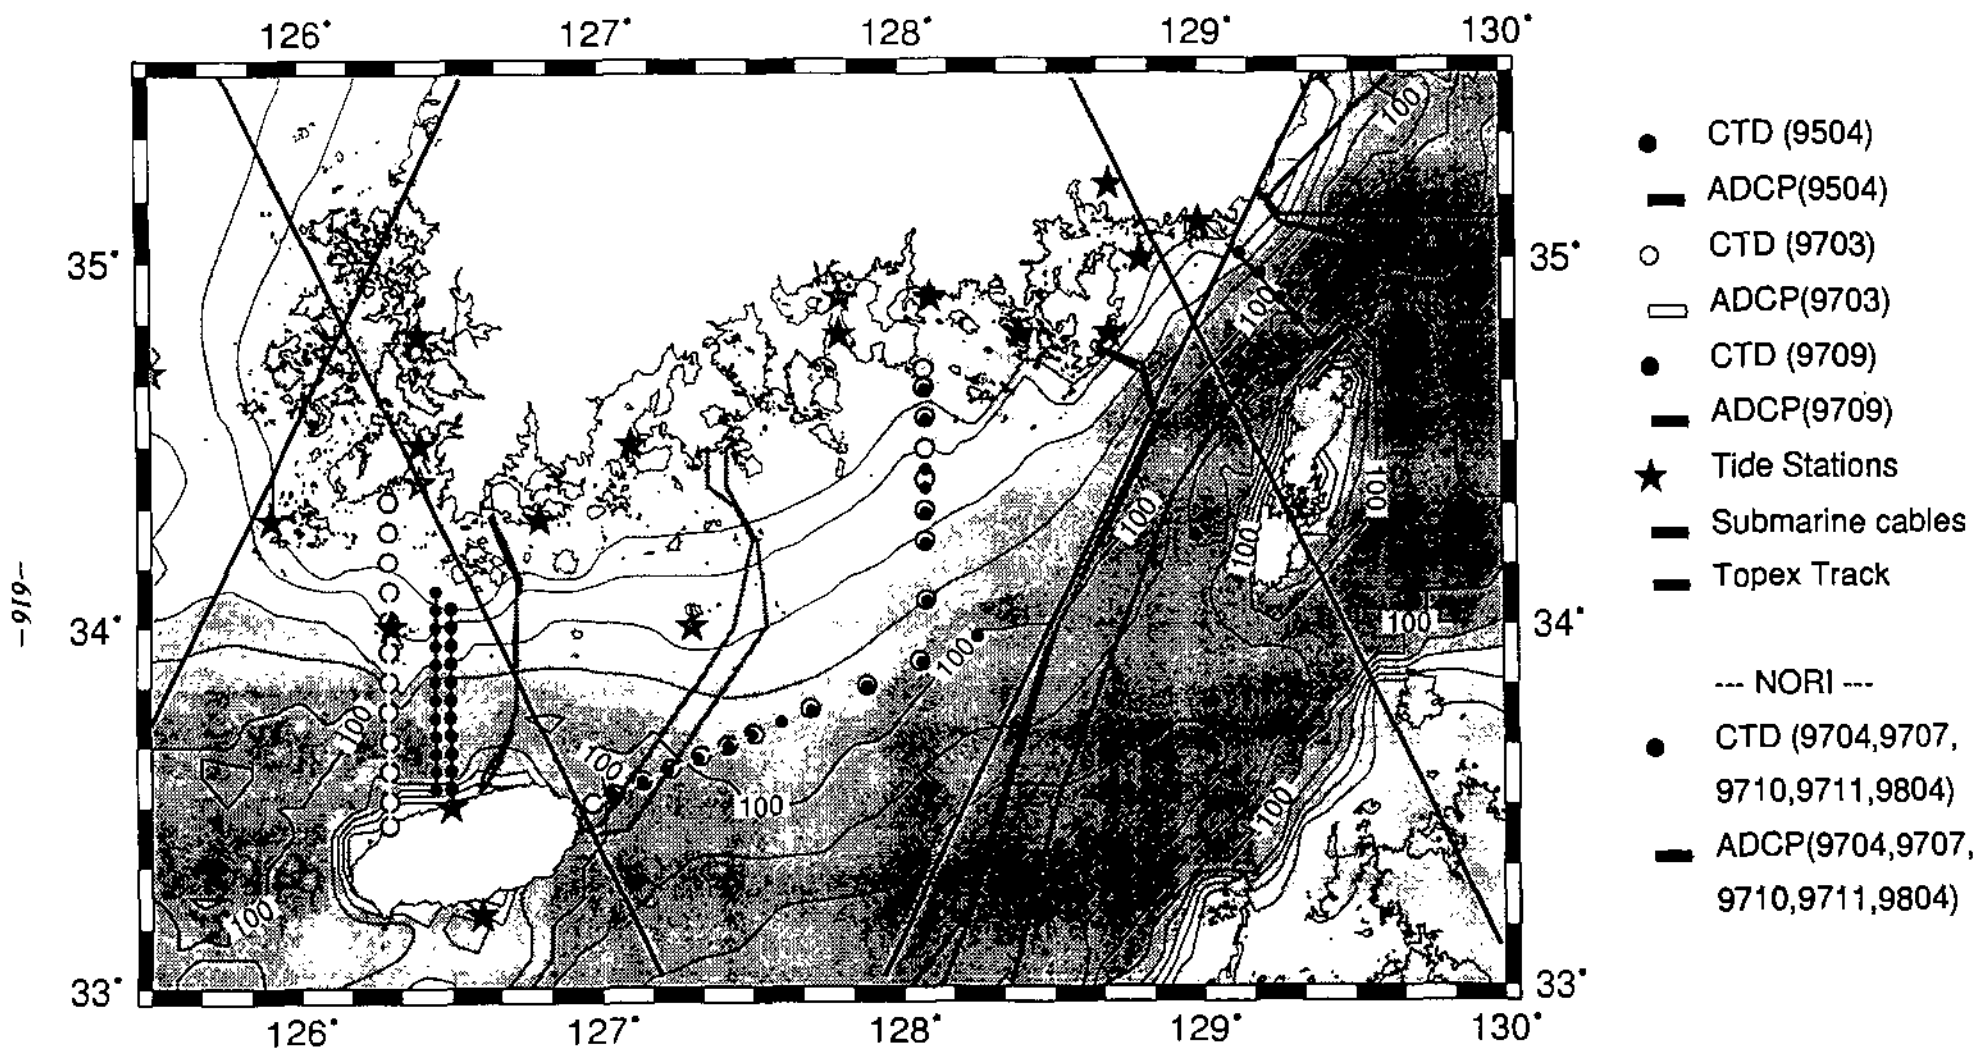 126° 127° 128° 129° 130°
100
35° 35°
100
100
100
100
34° 100 34°
100
100
100
100
100
100
33° 33°
126° 127° 128° 129° 130°
CTD (9504)
ADCP(9504)
CTD (9703)
ADCP(9703)
CTD (9709)
ADCP(9709)
Tide Stations
Submarine cables
Topex Track
--- NORI ---
CTD (9704,9707,
9710,9711,9804)
ADCP(9704,9707,
9710,9711,9804)
-919-